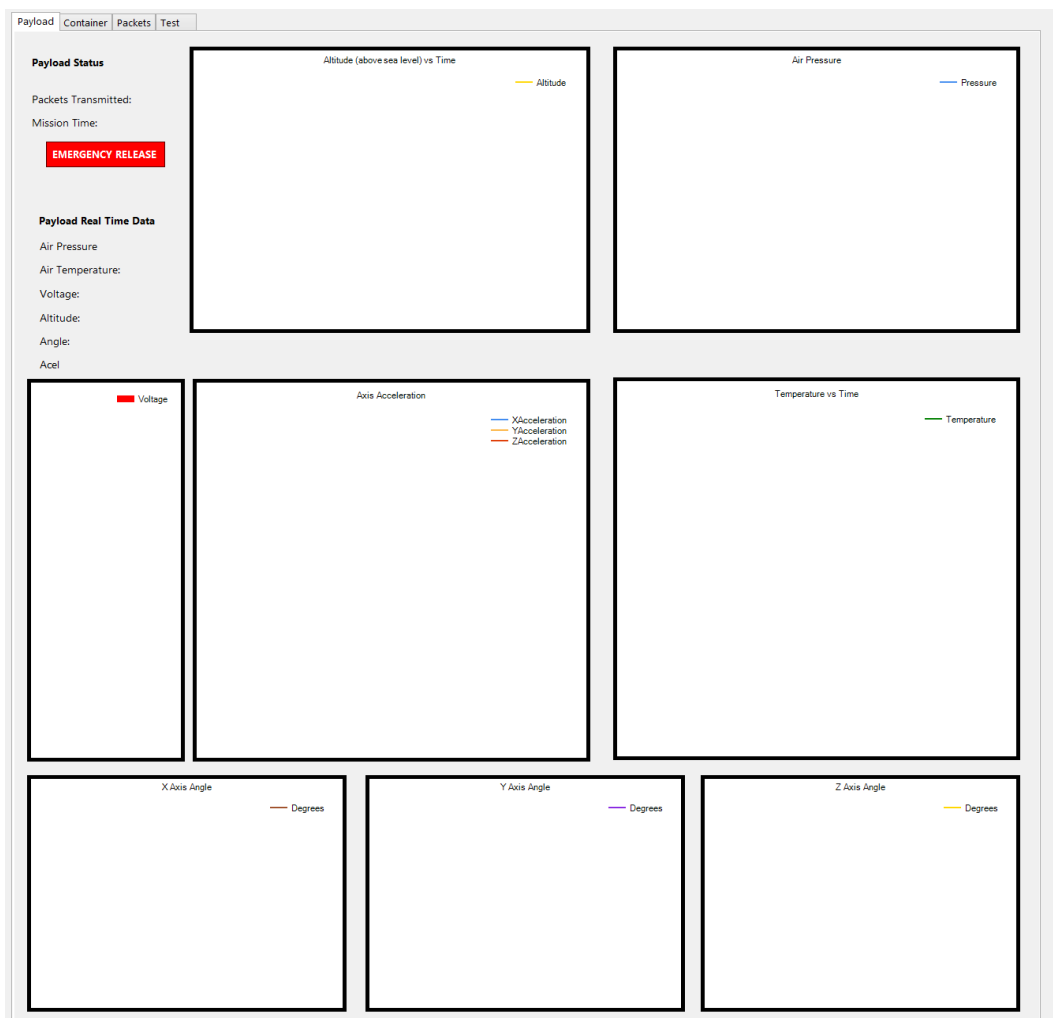 Payload
Container
Packets
Test
Payload Status
Packets Transmitted:
Mission Time:
EMERGENCY RELEASE
Payload Real Time Data
Air Pressure
Air Temperature:
Voltage:
Altitude:
Angle:
Acel
Altitude (above sea level) vs Time
Altitude
Air Pressure
Pressure
Voltage
Axis Acceleration
XAcceleration
YAcceleration
ZAcceleration
Temperature vs Time
Temperature
X Axis Angle
Degrees
Y Axis Angle
Degrees
Z Axis Angle
Degrees